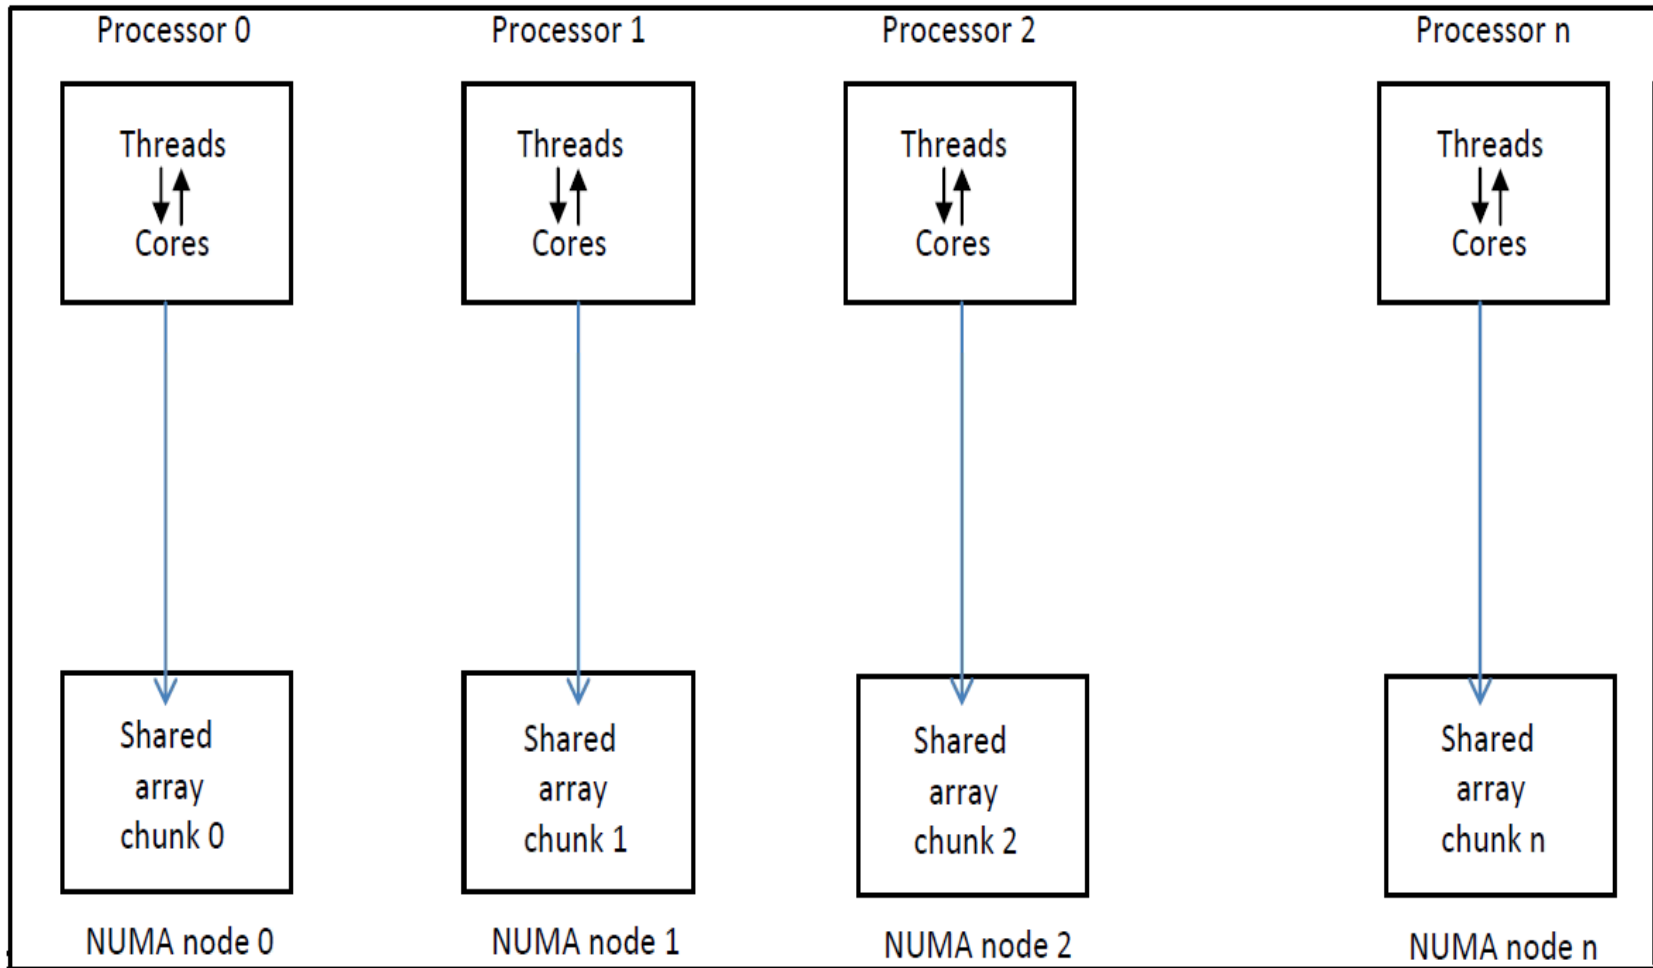 Processor 0
Processor 1
Processor 2
Processor n
Threads
Cores
Threads
Cores
Threads
Cores
Threads
Cores
Shared
array
chunk 0
Shared
array
chunk 1
Shared
array
chunk 2
Shared
array
chunk n
NUMA node 0
NUMA node 1
NUMA node 2
NUMA node n